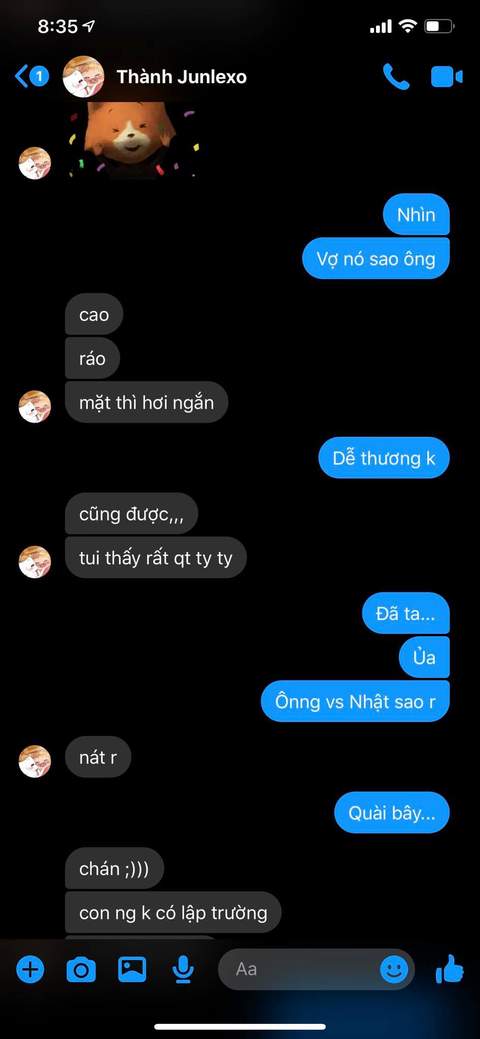 8:35
1
Thành Junlexo
Nhìn
Vợ nó sao ông
cao
ráo
mặt thì hơi ngắn
Dễ thương k
cũng được,,,
tui thấy rất qt ty ty
Đã ta...
Ủa
Ônng vs Nhật sao r
nát r
Quài bây...
chán ;)))
con ng k có lập trường
Aa